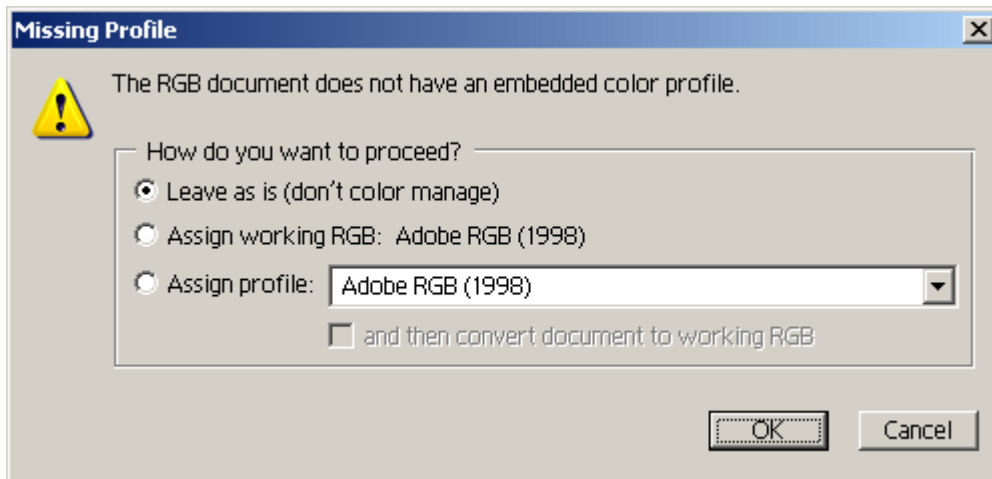 Missing Profile
The RGB document does not have an embedded color profile.
How do you want to proceed?
Leave as is (don't color manage)
Assign working RGB: Adobe RGB (1998)
Assign profile: Adobe RGB (1998)
and then convert document to working RGB
OK Cancel